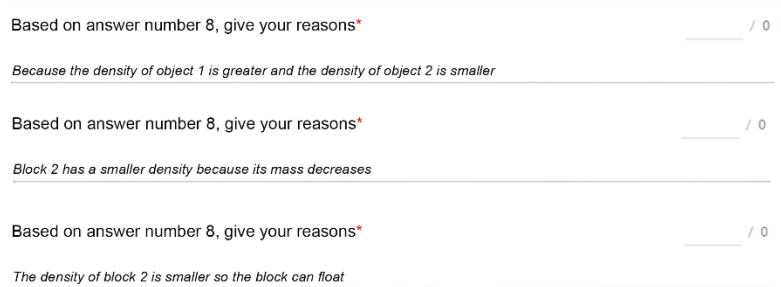 Based on answer number 8, give your reasons* / 0
Because the density of object 1 is greater and the density of object 2 is smaller
Based on answer number 8, give your reasons* / 0
Block 2 has a smaller density because its mass decreases
Based on answer number 8, give your reasons* / 0
The density of block 2 is smaller so the block can float